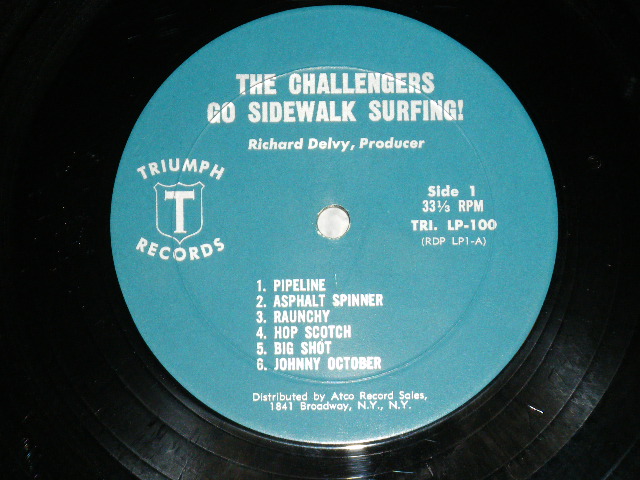 THE CHALLENGERS
GO SIDEWALK SURFING!
Richard Delvy, Producer
TRIUMPH
T
RECORDS
Side 1
33⅓ RPM
TRI. LP-100
(RDP LP1-A)
1. PIPELINE
2. ASPHALT SPINNER
3. RAUNCHY
4. HOP SCOTCH
5. BIG SHOT
6. JOHNNY OCTOBER
Distributed by Atco Record Sales,
1841 Broadway, N.Y., N.Y.